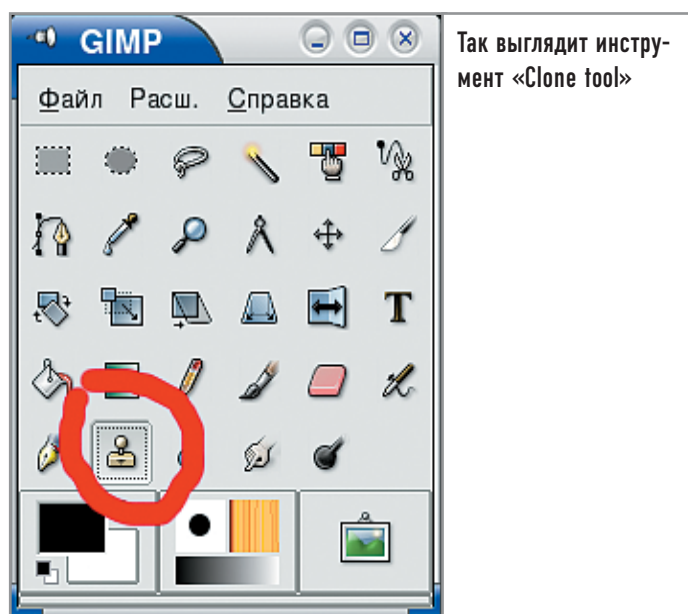 GIMP
Файл Расш. Справка
Так выглядит инстру-
мент «Clone tool»